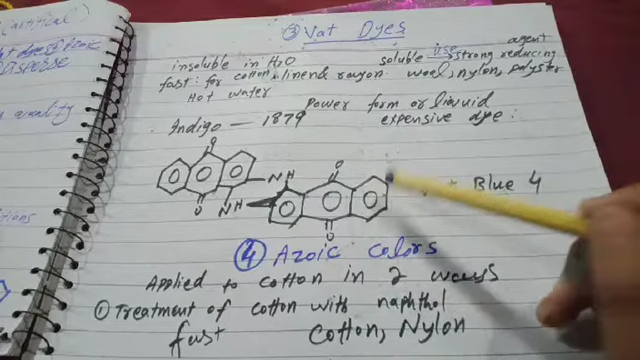 (Artifical)
Disperse
quality
③ Vat Dyes
insoluble in H₂O
soluble use strong reducing agent
fast: for cotton, linen & rayon. wool, nylon, polyster
Hot water
Power form or liquid
Indigo — 1879
expensive dye:
O
O
NH
NH
O
O
Blue 4
④ Azoic colors
Applied to cotton in 2 ways
① Treatment of cotton with naphthol
fast Cotton, Nylon